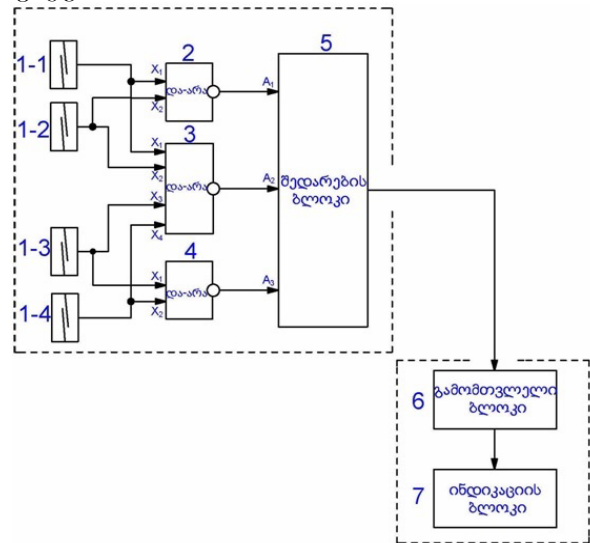 1-1
1-2
1-3
1-4
2
X₁
X₂
და-არა
3
X₁
X₂
X₃
X₄
და-არა
4
X₁
X₂
და-არა
A₁
A₂
A₃
5
შედარების
ბლოკი
6
გამომთვლელი
ბლოკი
7
ინდიკაციის
ბლოკი